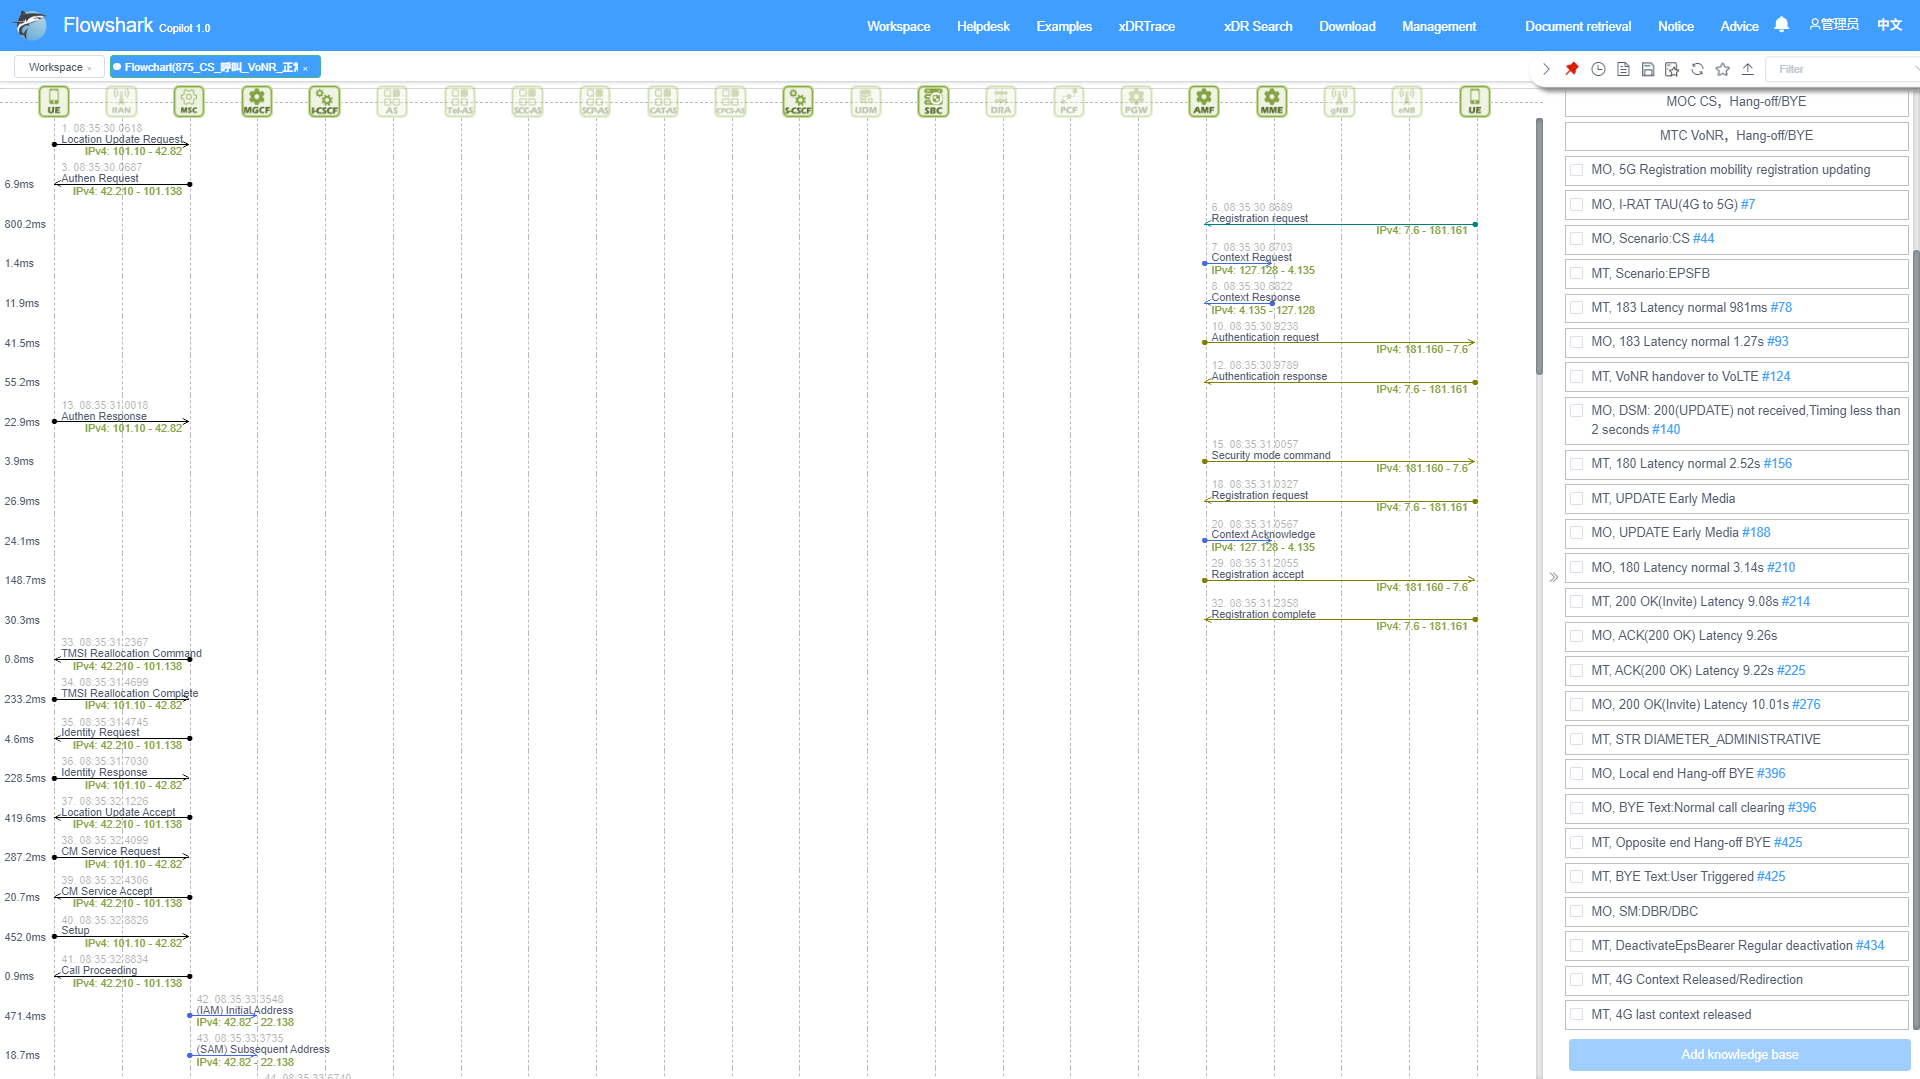 Flowshark Copilot 1.0
Workspace Helpdesk Examples xDRTrace xDR Search Download Management Document retrieval Notice Advice 管理员 中文
Workspace × Flowchart(875_CS_呼叫_VoNR_正常 ×
Filter
UE RAN MSC MGCF I-CSCF AS Tel-AS SCC-AS SCP-AS CAT-AS CPCS-AS S-CSCF UDM SBC DRA PCF PGW AMF MME gNB eNB UE
1. 08:35:30.0618
Location Update Request
IPv4: 101.10 - 42.82
3. 08:35:30.0687
Authen Request
6.9ms
IPv4: 42.210 - 101.138
6. 08:35:30.8689
Registration request
800.2ms
IPv4: 7.6 - 181.161
7. 08:35:30.8703
Context Request
1.4ms
IPv4: 127.128 - 4.135
8. 08:35:30.8822
Context Response
11.9ms
IPv4: 4.135 - 127.128
10. 08:35:30.9238
Authentication request
41.5ms
IPv4: 181.160 - 7.6
12. 08:35:30.9789
Authentication response
55.2ms
IPv4: 7.6 - 181.161
13. 08:35:31.0018
Authen Response
22.9ms
IPv4: 101.10 - 42.82
15. 08:35:31.0057
Security mode command
3.9ms
IPv4: 181.160 - 7.6
18. 08:35:31.0327
Registration request
26.9ms
IPv4: 7.6 - 181.161
20. 08:35:31.0567
Context Acknowledge
24.1ms
IPv4: 127.128 - 4.135
29. 08:35:31.2055
Registration accept
148.7ms
IPv4: 181.160 - 7.6
32. 08:35:31.2358
Registration complete
30.3ms
IPv4: 7.6 - 181.161
33. 08:35:31.2367
TMSI Reallocation Command
0.8ms
IPv4: 42.210 - 101.138
34. 08:35:31.4699
TMSI Reallocation Complete
233.2ms
IPv4: 101.10 - 42.82
35. 08:35:31.4745
Identity Request
4.6ms
IPv4: 42.210 - 101.138
36. 08:35:31.7030
Identity Response
228.5ms
IPv4: 101.10 - 42.82
37. 08:35:32.1226
Location Update Accept
419.6ms
IPv4: 42.210 - 101.138
38. 08:35:32.4099
CM Service Request
287.2ms
IPv4: 101.10 - 42.82
39. 08:35:32.4306
CM Service Accept
20.7ms
IPv4: 42.210 - 101.138
40. 08:35:32.8826
Setup
452.0ms
IPv4: 101.10 - 42.82
41. 08:35:32.8834
Call Proceeding
0.9ms
IPv4: 42.210 - 101.138
42. 08:35:33.3548
(IAM) Initial Address
471.4ms
IPv4: 42.82 - 22.138
43. 08:35:33.3735
(SAM) Subsequent Address
18.7ms
IPv4: 42.82 - 22.138
44. 08:35:33.6740
MOC CS，Hang-off/BYE
MTC VoNR，Hang-off/BYE
MO, 5G Registration mobility registration updating
MO, I-RAT TAU(4G to 5G) #7
MO, Scenario:CS #44
MT, Scenario:EPSFB
MT, 183 Latency normal 981ms #78
MO, 183 Latency normal 1.27s #93
MT, VoNR handover to VoLTE #124
MO, DSM: 200(UPDATE) not received,Timing less than
2 seconds #140
MT, 180 Latency normal 2.52s #156
MT, UPDATE Early Media
MO, UPDATE Early Media #188
MO, 180 Latency normal 3.14s #210
MT, 200 OK(Invite) Latency 9.08s #214
MO, ACK(200 OK) Latency 9.26s
MT, ACK(200 OK) Latency 9.22s #225
MO, 200 OK(Invite) Latency 10.01s #276
MT, STR DIAMETER_ADMINISTRATIVE
MO, Local end Hang-off BYE #396
MO, BYE Text:Normal call clearing #396
MT, Opposite end Hang-off BYE #425
MT, BYE Text:User Triggered #425
MO, SM:DBR/DBC
MT, DeactivateEpsBearer Regular deactivation #434
MT, 4G Context Released/Redirection
MT, 4G last context released
Add knowledge base